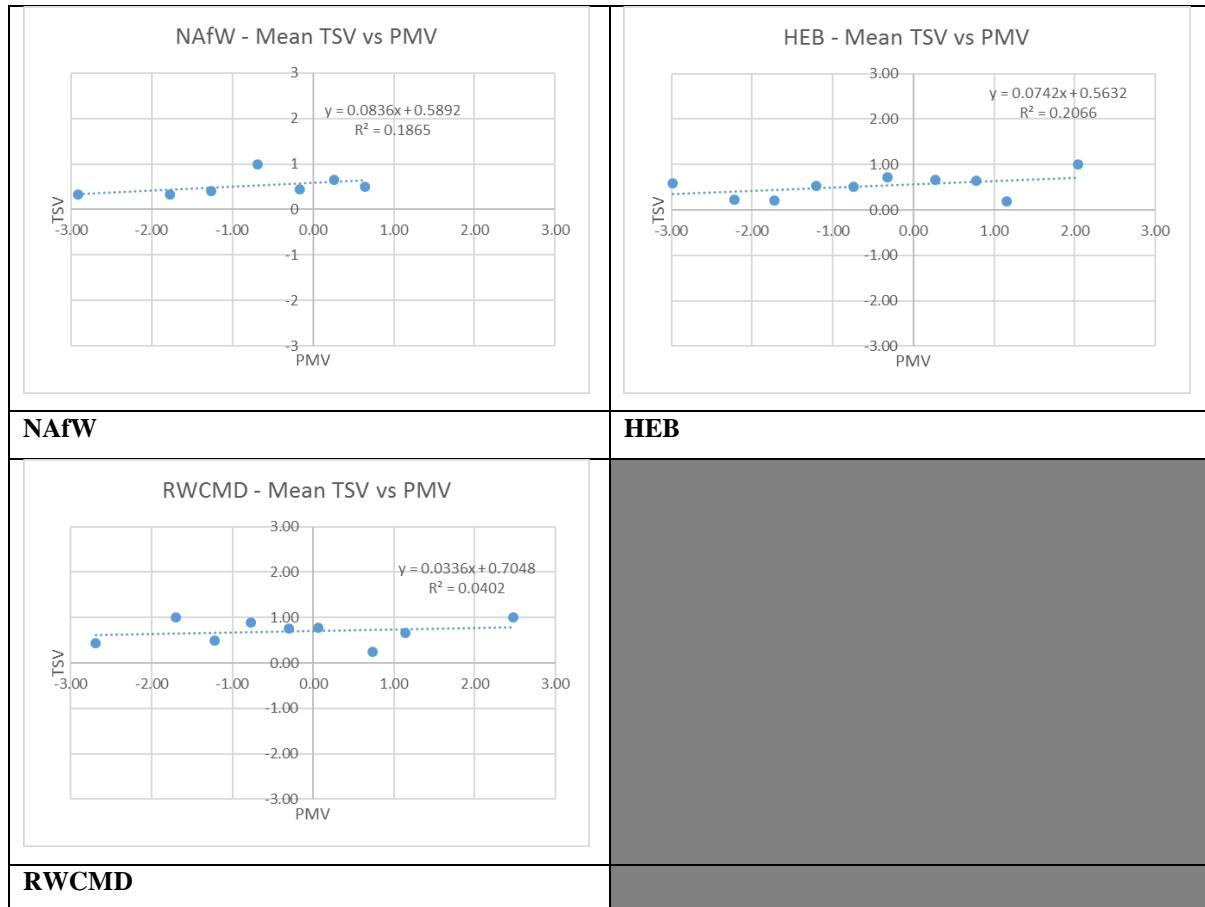 NAfW - Mean TSV vs PMV
3
2
1
0
-1
-2
-3
-3.00 -2.00 -1.00 0.00 1.00 2.00 3.00
y = 0.0836x + 0.5892
R² = 0.1865
TSV
PMV
NAfW
HEB - Mean TSV vs PMV
3.00
2.00
1.00
0.00
-1.00
-2.00
-3.00
-3.00 -2.00 -1.00 0.00 1.00 2.00 3.00
y = 0.0742x + 0.5632
R² = 0.2066
TSV
PMV
HEB
RWCMD - Mean TSV vs PMV
3.00
2.00
1.00
0.00
-1.00
-2.00
-3.00
-3.00 -2.00 -1.00 0.00 1.00 2.00 3.00
y = 0.0336x + 0.7048
R² = 0.0402
TSV
PMV
RWCMD